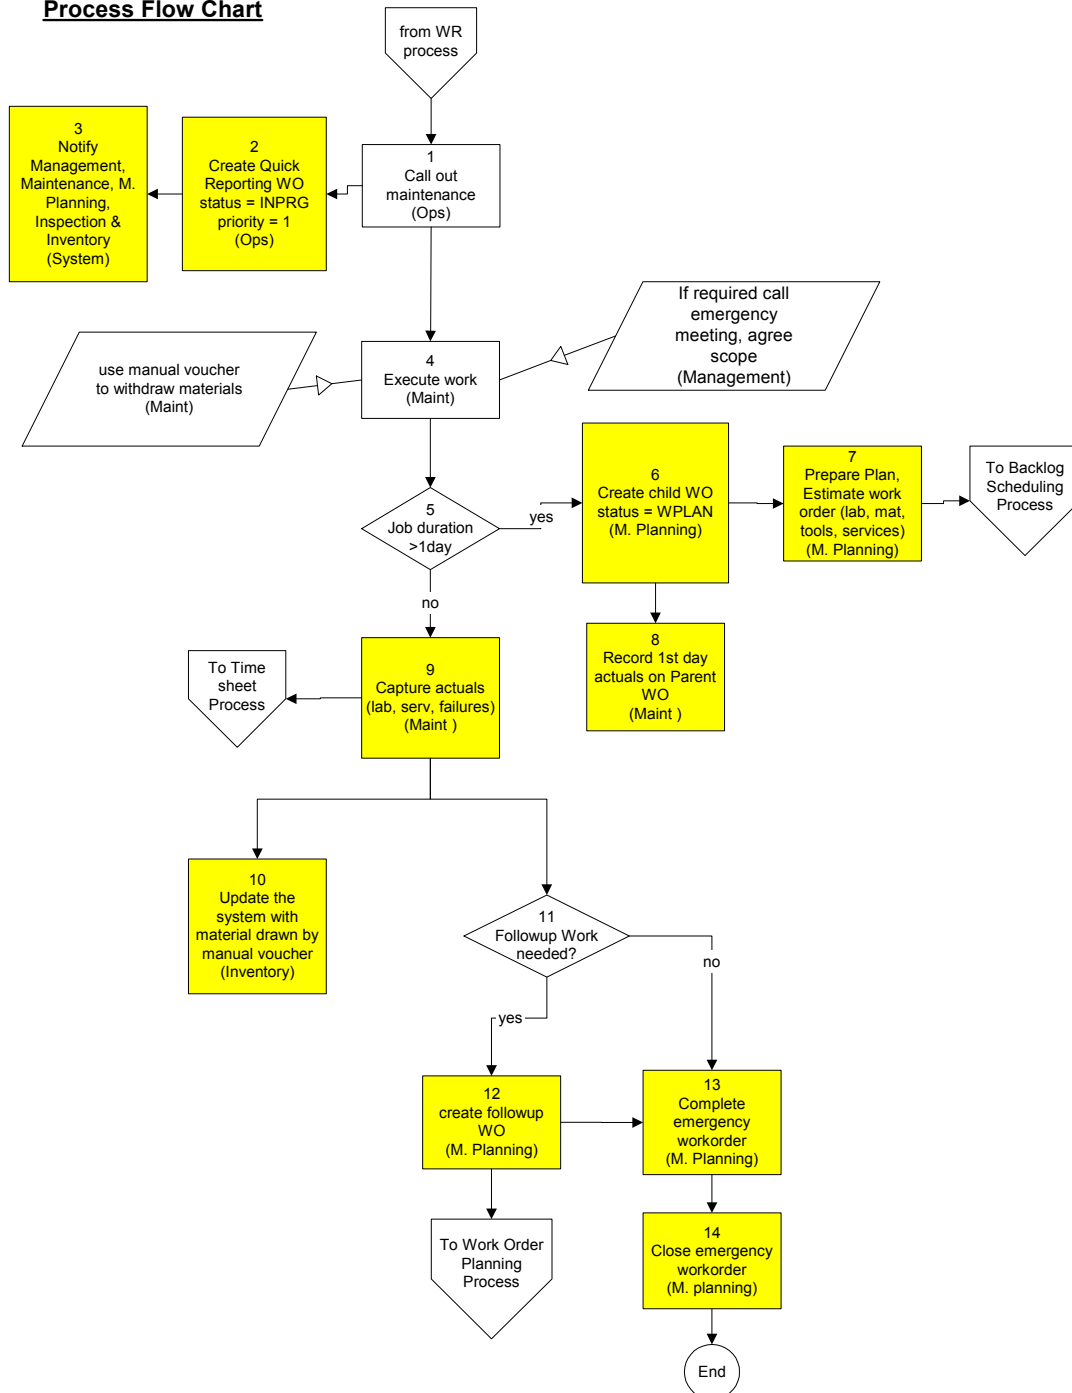 Process Flow Chart
from WR
process
3
Notify
Management,
Maintenance, M.
Planning,
Inspection &
Inventory
(System)
2
Create Quick
Reporting WO
status = INPRG
priority = 1
(Ops)
1
Call out
maintenance
(Ops)
use manual voucher
to withdraw materials
(Maint)
4
Execute work
(Maint)
If required call
emergency
meeting, agree
scope
(Management)
5
Job duration
>1day
yes
6
Create child WO
status = WPLAN
(M. Planning)
7
Prepare Plan,
Estimate work
order (lab, mat,
tools, services)
(M. Planning)
To Backlog
Scheduling
Process
no
8
Record 1st day
actuals on Parent
WO
(Maint )
To Time
sheet
Process
9
Capture actuals
(lab, serv, failures)
(Maint )
10
Update the
system with
material drawn by
manual voucher
(Inventory)
11
Followup Work
needed?
no
yes
12
create followup
WO
(M. Planning)
13
Complete
emergency
workorder
(M. Planning)
To Work Order
Planning
Process
14
Close emergency
workorder
(M. planning)
End